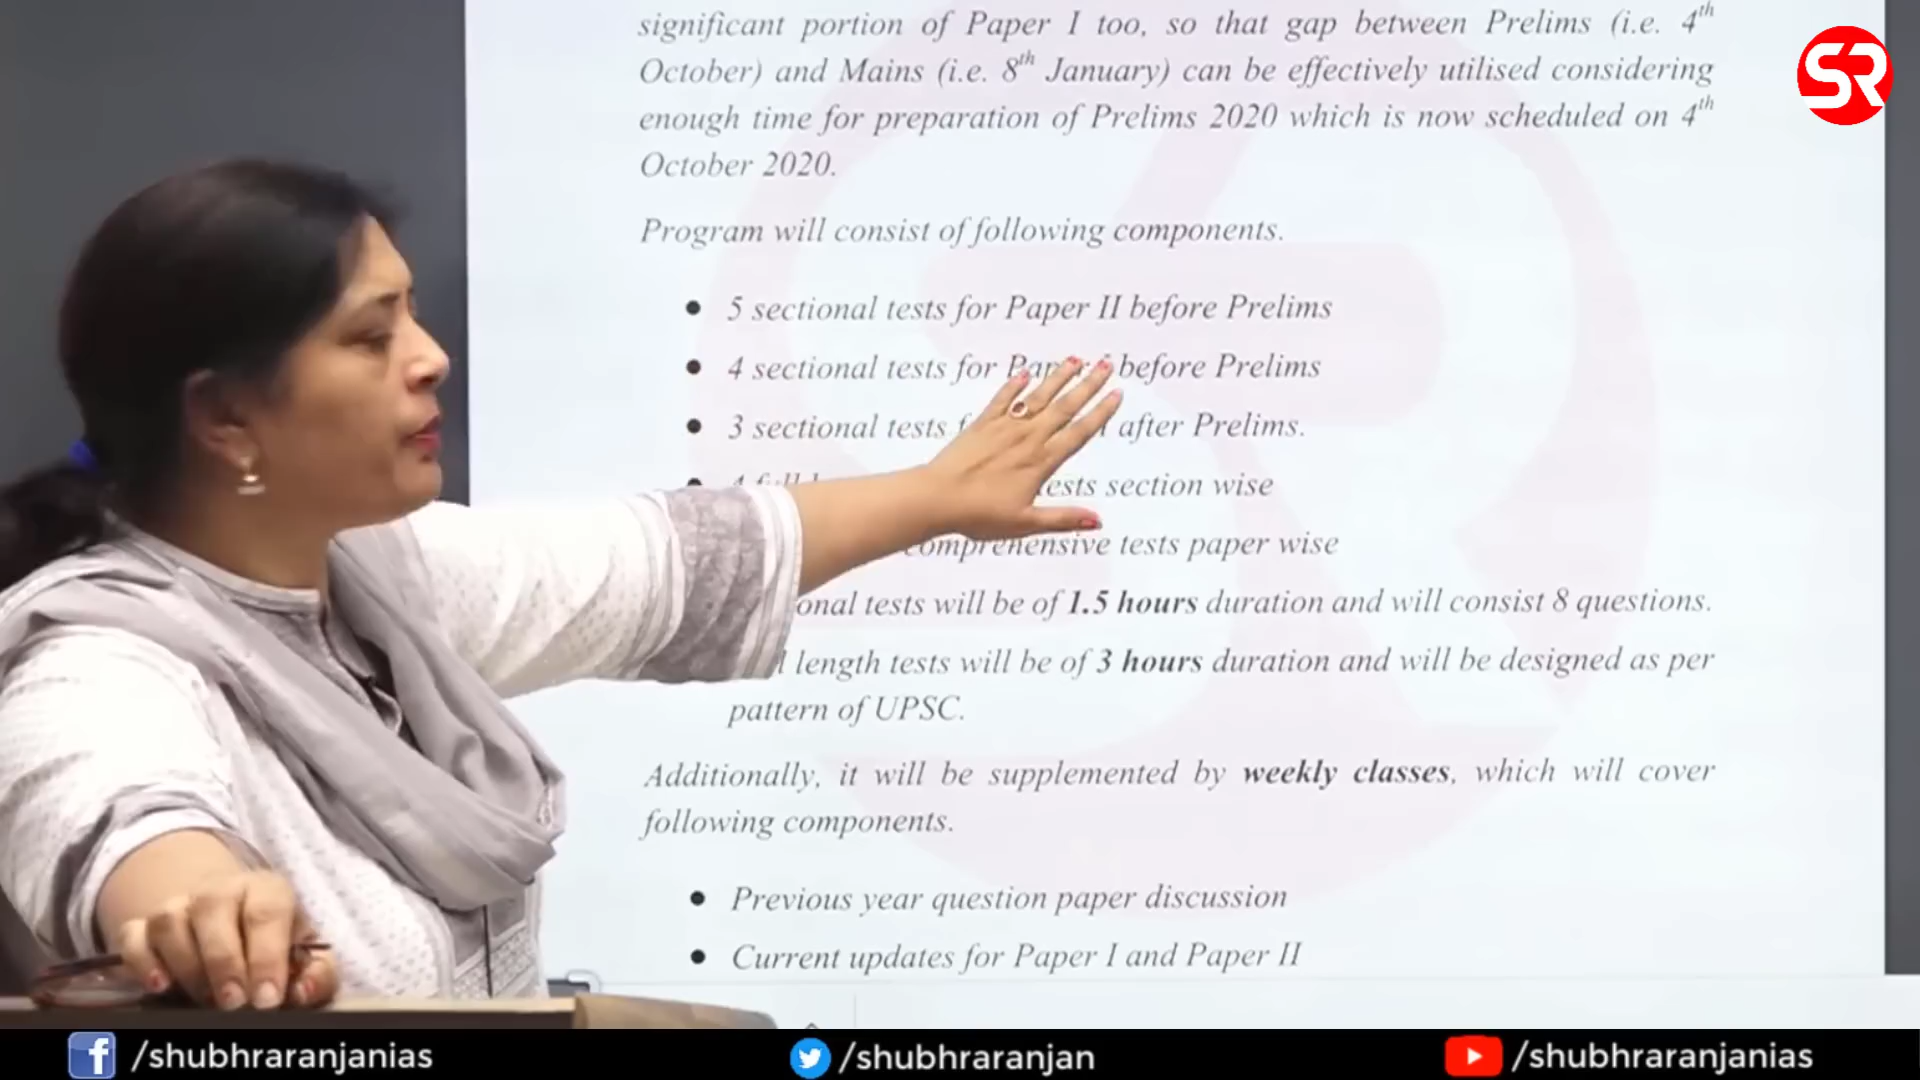 significant portion of Paper I too, so that gap between Prelims (i.e. 4th
October) and Mains (i.e. 8th January) can be effectively utilised considering
enough time for preparation of Prelims 2020 which is now scheduled on 4th
October 2020.
Program will consist of following components.
• 5 sectional tests for Paper II before Prelims
• 4 sectional tests for before Prelims
• 3 sectional tests after Prelims.
section wise
tests paper wise
tests will be of 1.5 hours duration and will consist 8 questions.
length tests will be of 3 hours duration and will be designed as per
pattern of UPSC.
Additionally, it will be supplemented by weekly classes, which will cover
following components.
• Previous year question paper discussion
• Current updates for Paper I and Paper II
SR
/shubhraranjanias
/shubhraranjan
/shubhraranjanias